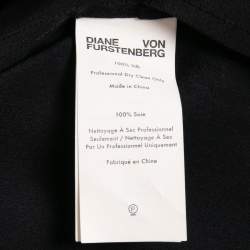 DIANE VON
FURSTENBERG
100% silk
Professional Dry Clean Only
Made in China
100% Soie
Nettoyage À Sec Professionnel
Seulement / Nettoyage À Sec
Par Un Professionnel Uniquement
Fabriqué en Chine
P